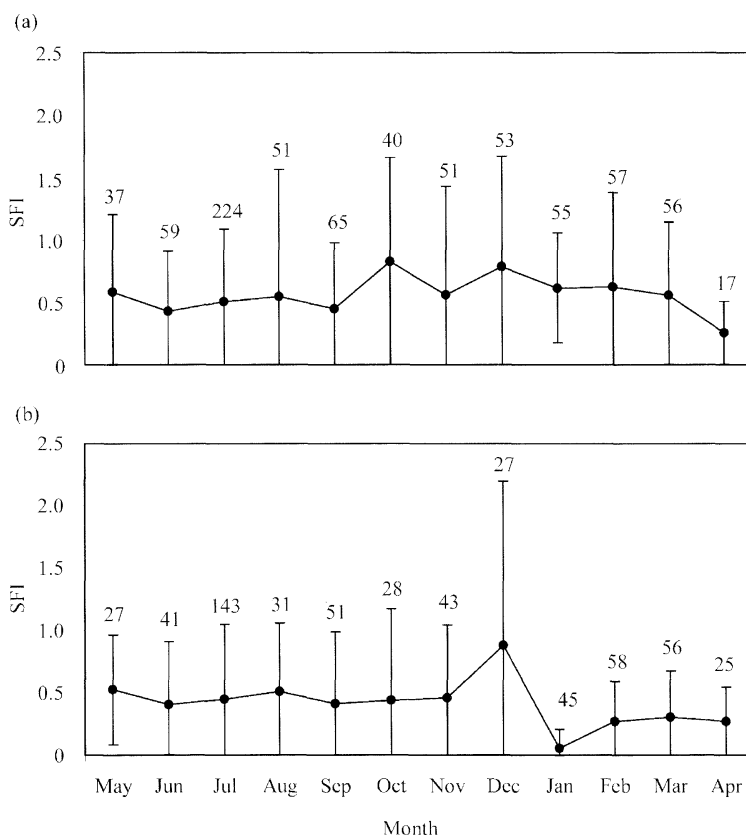 (a)
2.5
2.0
1.5
1.0
0.5
0
SFI
37 59 224 51 65 40 51 53 55 57 56 17
(b)
2.5
2.0
1.5
1.0
0.5
0
SFI
27 41 143 31 51 28 43 27 45 58 56 25
May Jun Jul Aug Sep Oct Nov Dec Jan Feb Mar Apr
Month